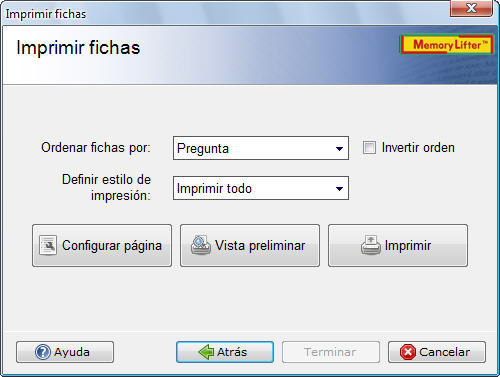 Imprimir fichas
Imprimir fichas
MemoryLifter™
Ordenar fichas por:
Pregunta
Invertir orden
Definir estilo de
impresión:
Imprimir todo
Configurar página
Vista preliminar
Imprimir
Ayuda
Atrás
Terminar
Cancelar